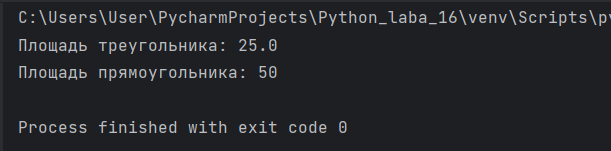 C:\Users\User\PycharmProjects\Python_laba_16\venv\Scripts\py
Площадь треугольника: 25.0
Площадь прямоугольника: 50
Process finished with exit code 0